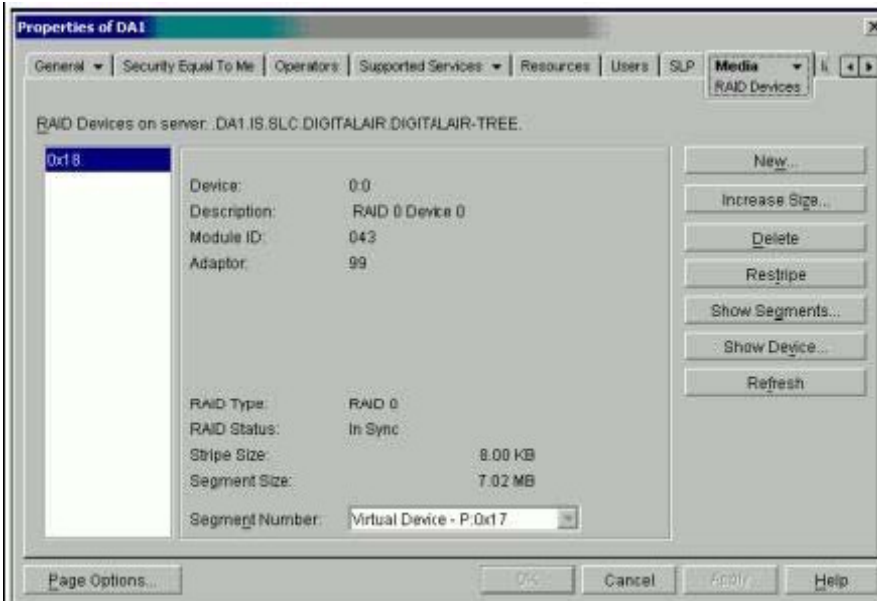 Properties of DA1
General Security Equal To Me Operators Supported Services Resources Users SLP Media
RAID Devices
RAID Devices on server: .DA1.IS.SLC.DIGITALAIR.DIGITALAIR-TREE.
0x18
New...
Device: 0:0
Increase Size...
Description: RAID 0 Device 0
Module ID: 043
Delete
Adaptor: 99
Restripe
Show Segments...
Show Device...
Refresh
RAID Type: RAID 0
RAID Status: In Sync
Stripe Size: 8.00 KB
Segment Size: 7.02 MB
Segment Number: Virtual Device - P:0x17
Page Options... OK Cancel Apply Help